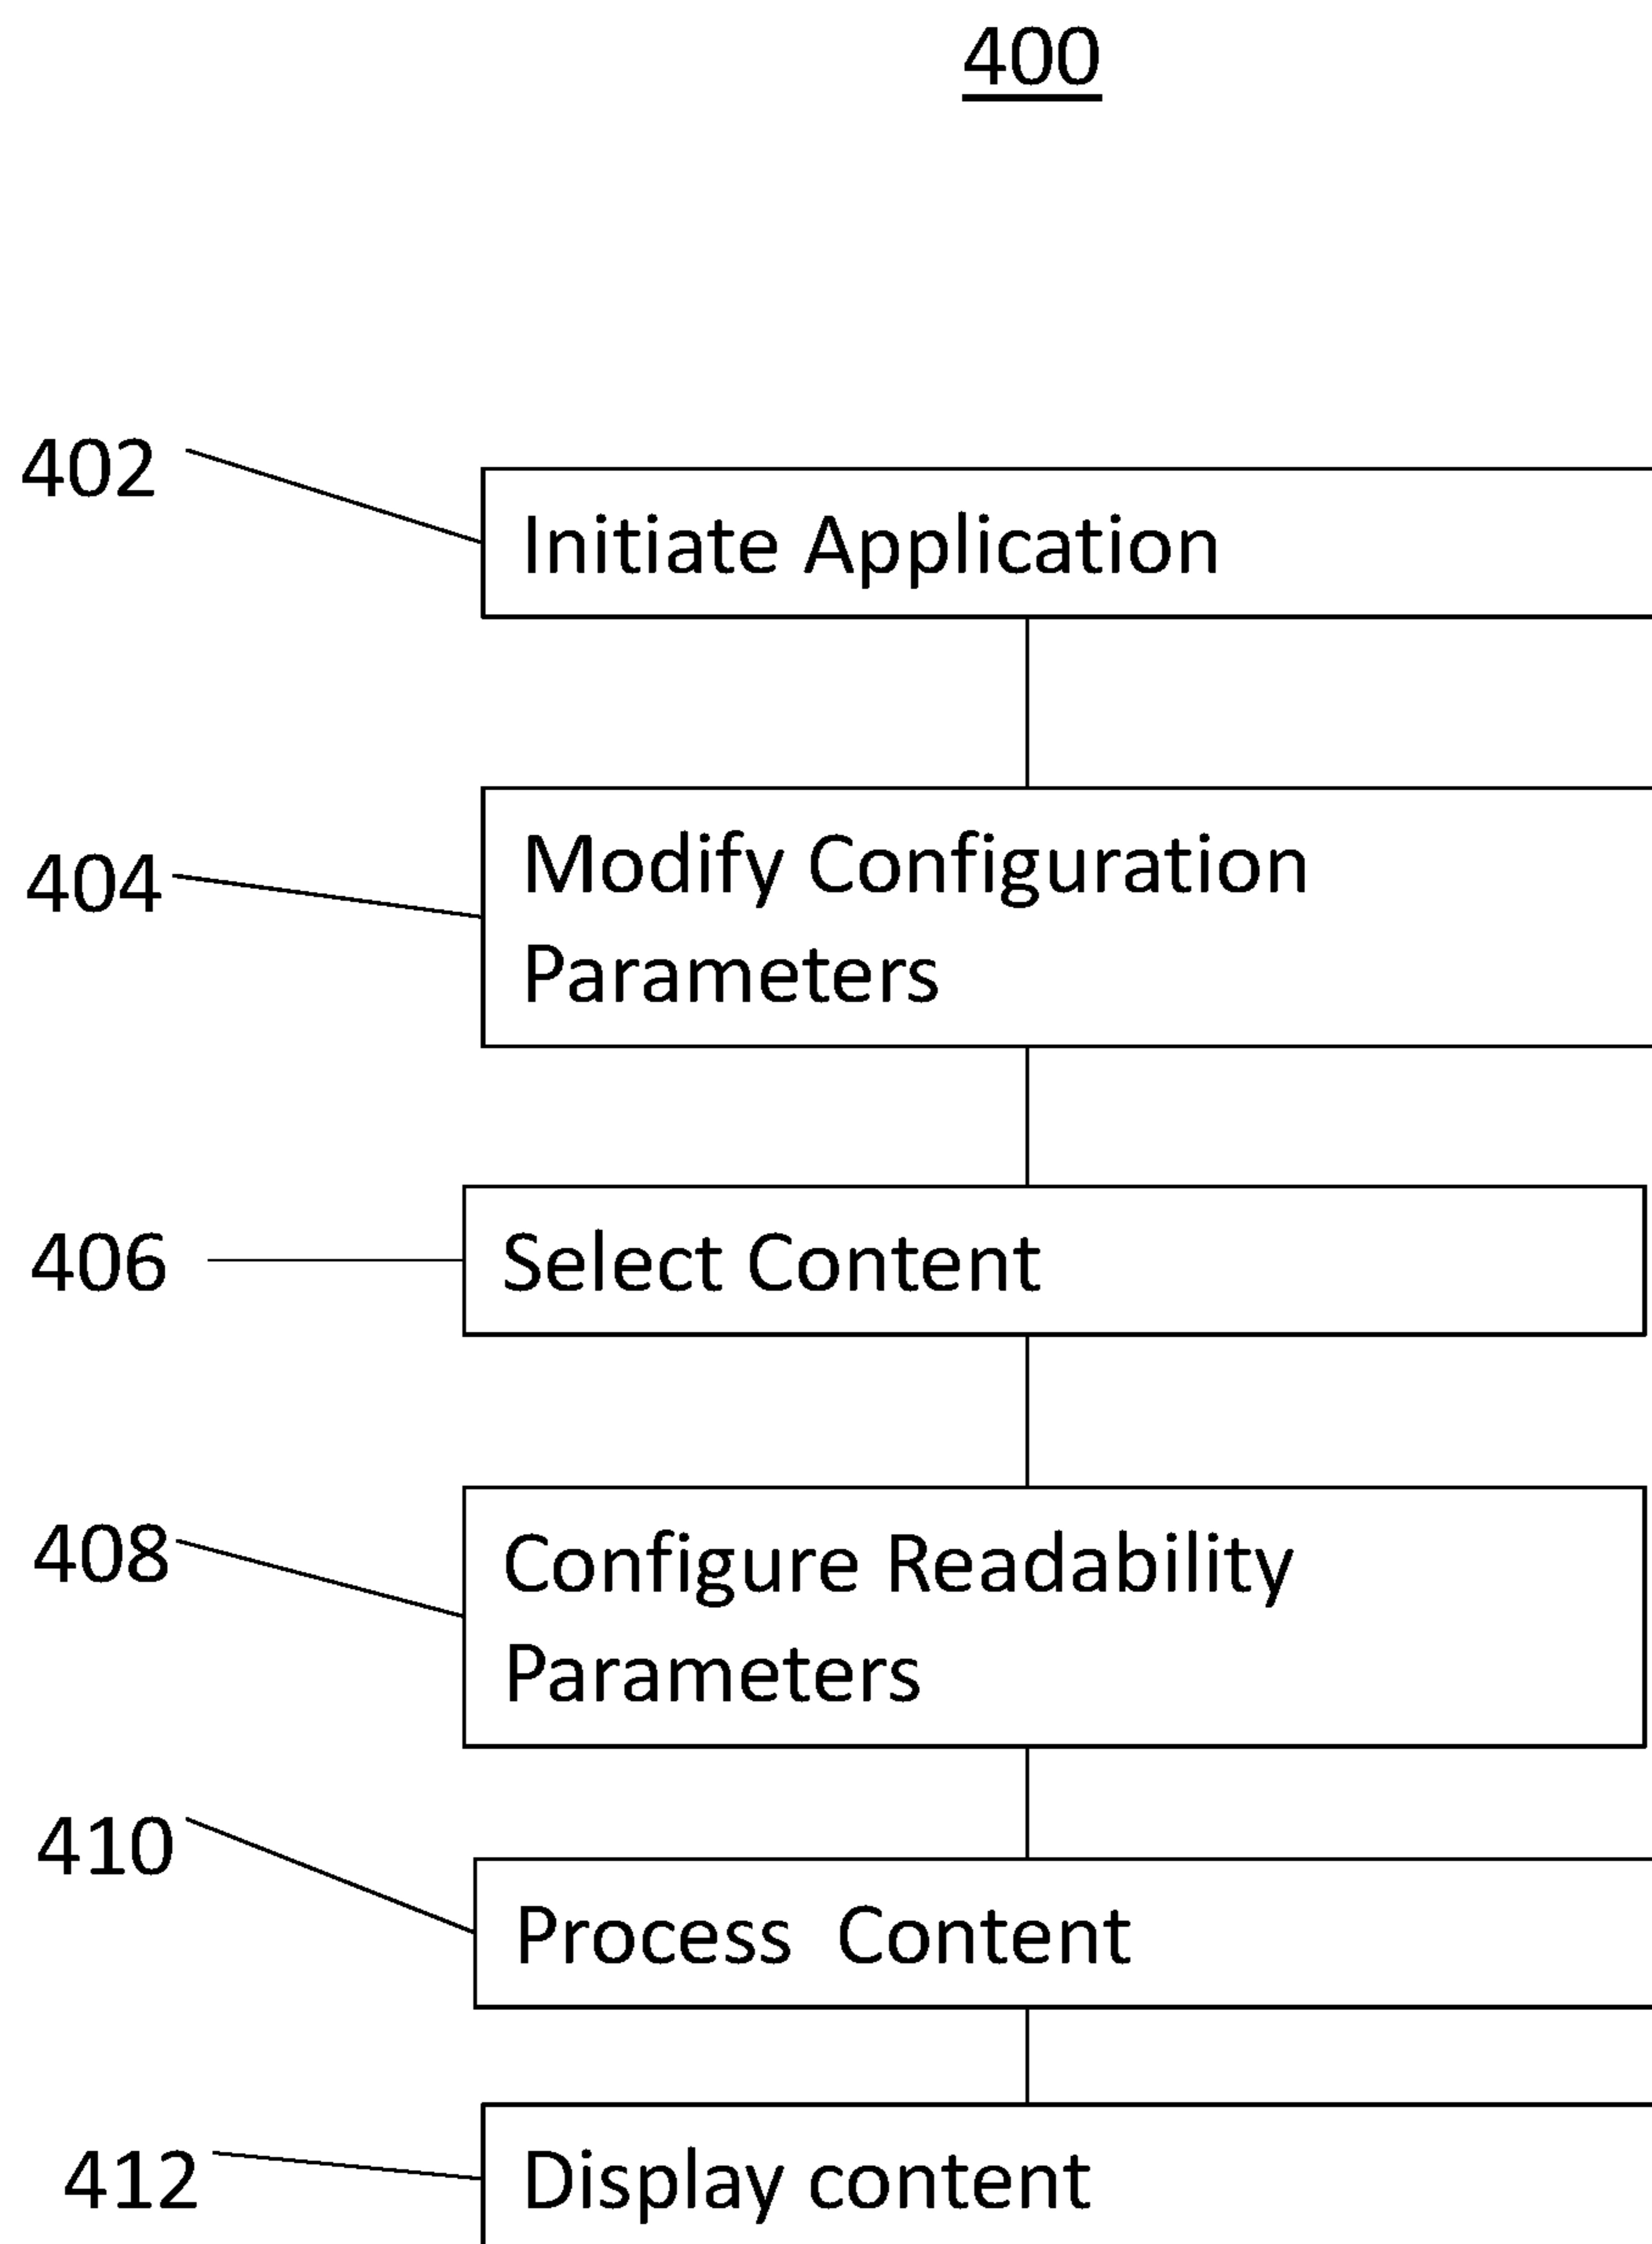 400
402
Initiate Application
404
Modify Configuration
Parameters
406
Select Content
408
Configure Readability
Parameters
410
Process  Content
412
Display content